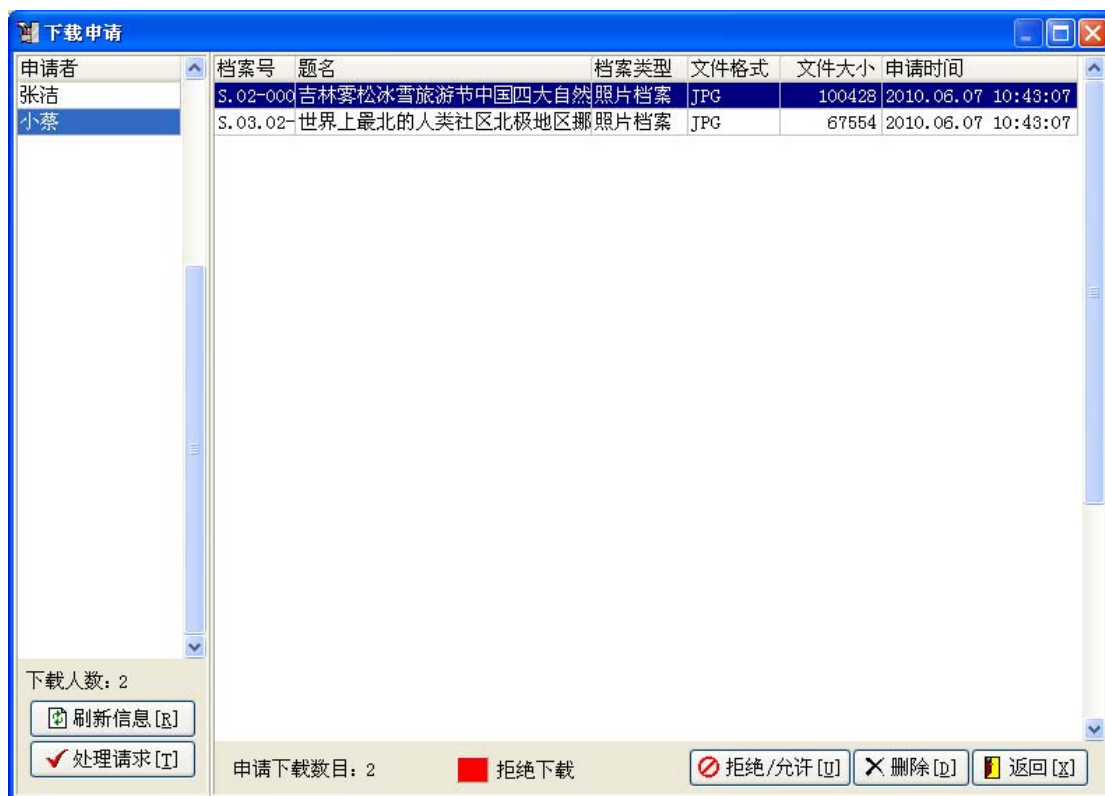 下载申请
申请者
张洁
小蔡
下载人数: 2
刷新信息[R]
处理请求[T]
档案号 题名 档案类型 文件格式 文件大小 申请时间
S.02-000 吉林雾松冰雪旅游节中国四大自然 照片档案 JPG 100428 2010.06.07 10:43:07
S.03.02- 世界上最北的人类社区北极地区挪 照片档案 JPG 67554 2010.06.07 10:43:07
申请下载数目: 2 拒绝下载 拒绝/允许[U] 删除[D] 返回[X]